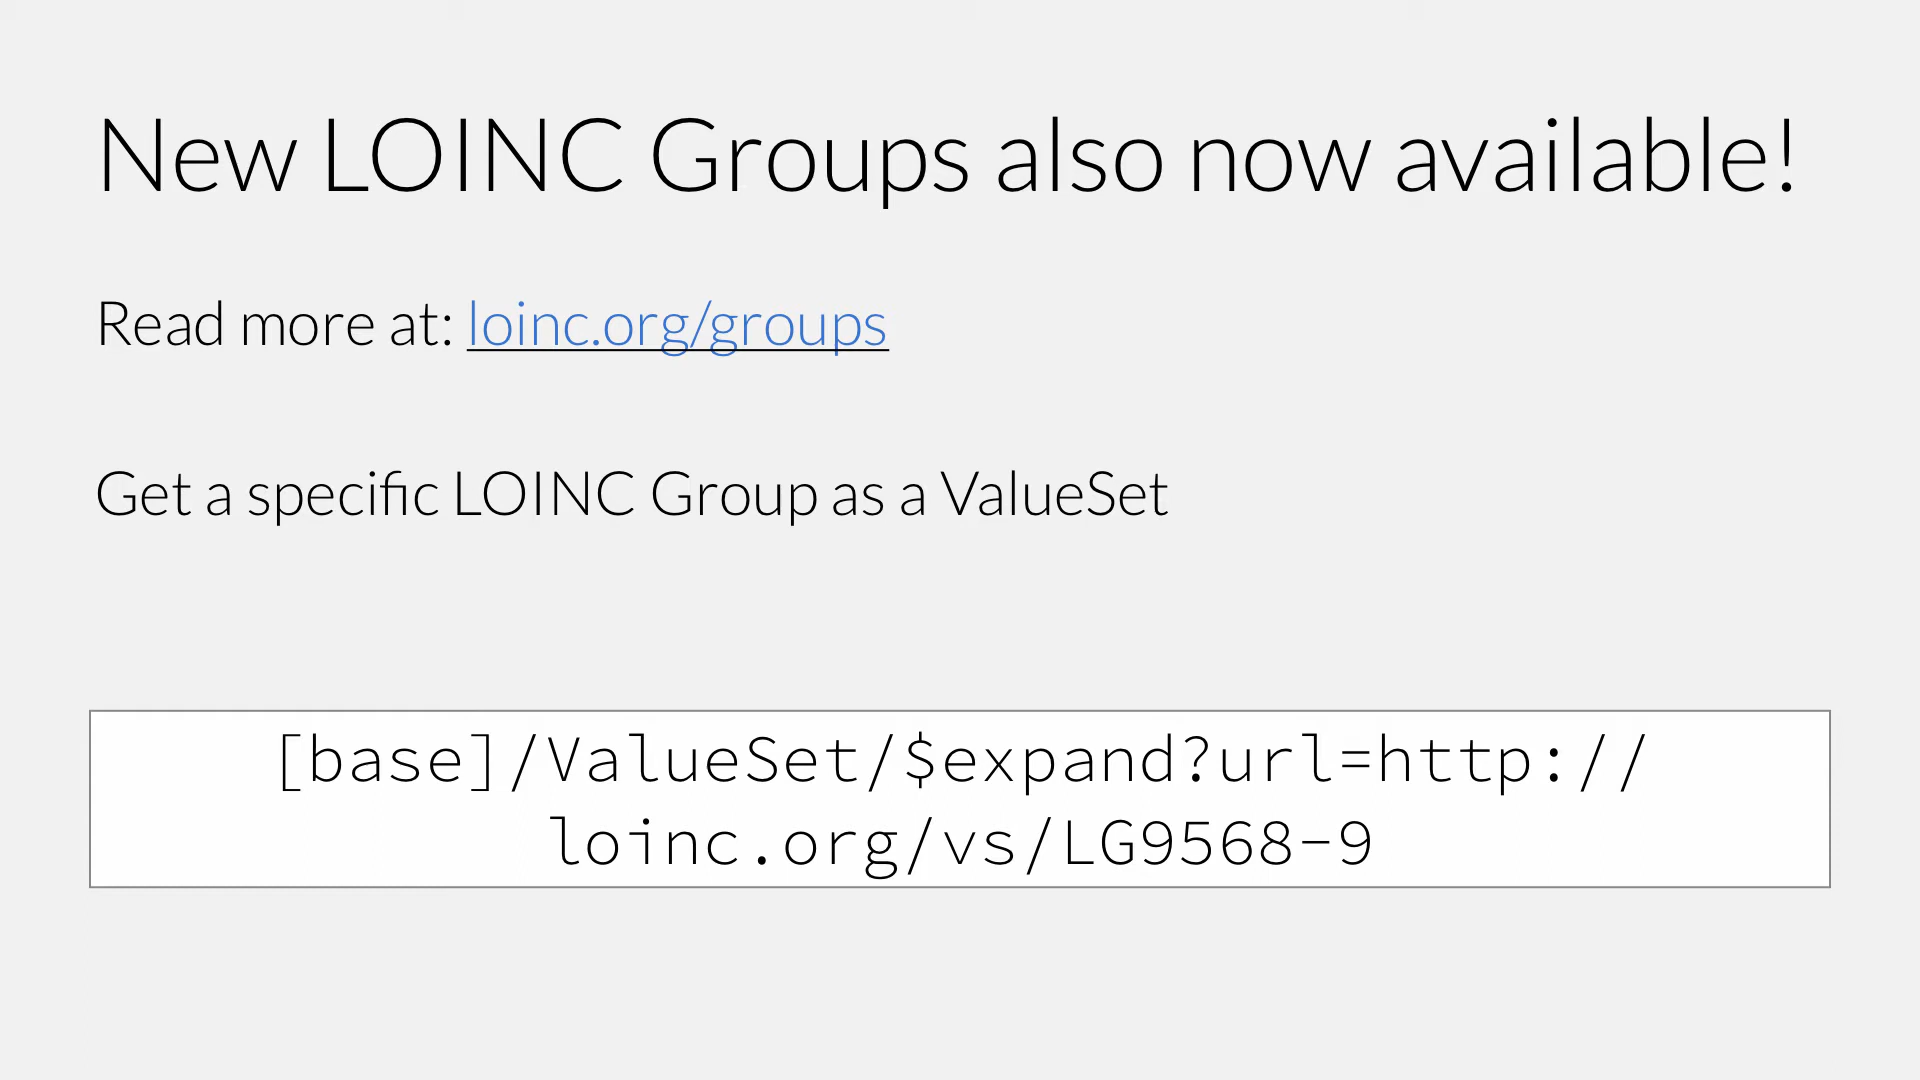 New LOINC Groups also now available!
Read more at: loinc.org/groups
Get a specific LOINC Group as a ValueSet
[base]/ValueSet/$expand?url=http://
loinc.org/vs/LG9568-9